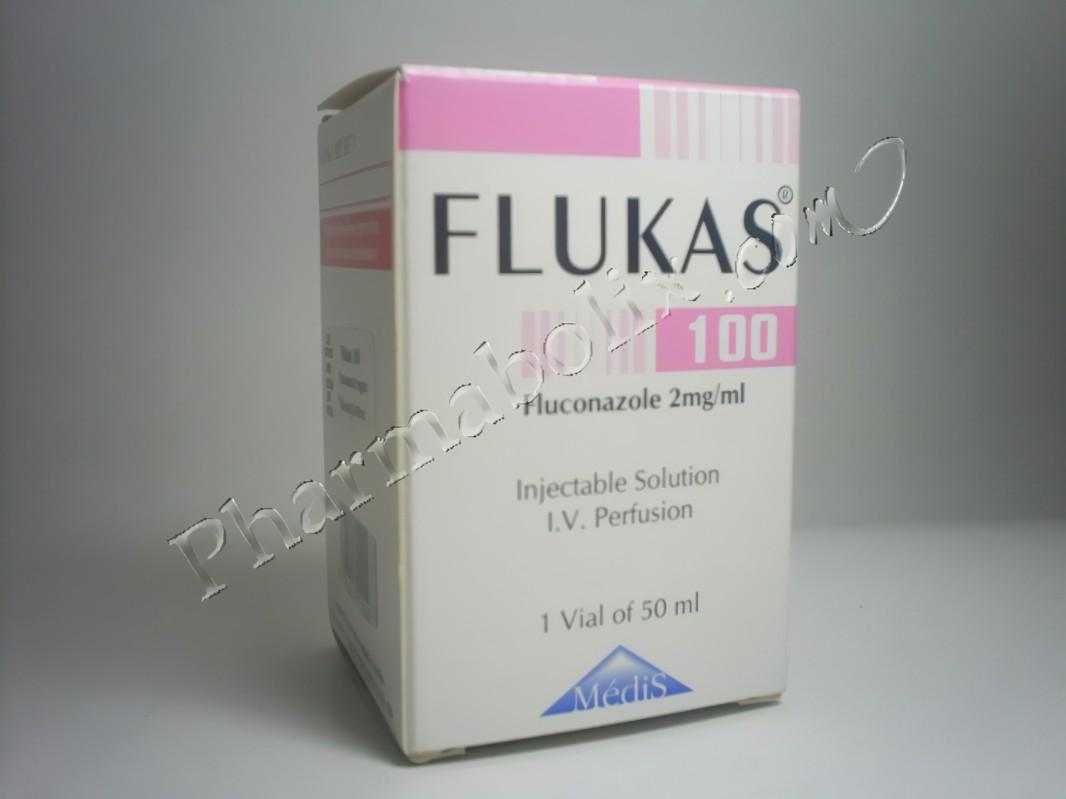 FLUKAS®
100
Fluconazole 2mg/ml
Injectable Solution
I.V. Perfusion
1 Vial of 50 ml
MédiS
Pharmabolix.com